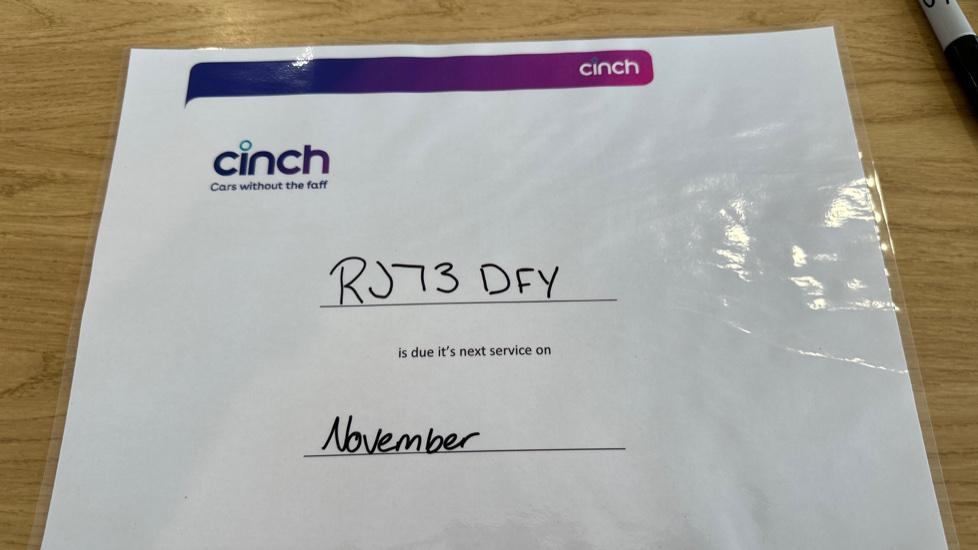 cinch
cinch
Cars without the faff
RJ73 DFY
is due it's next service on
November